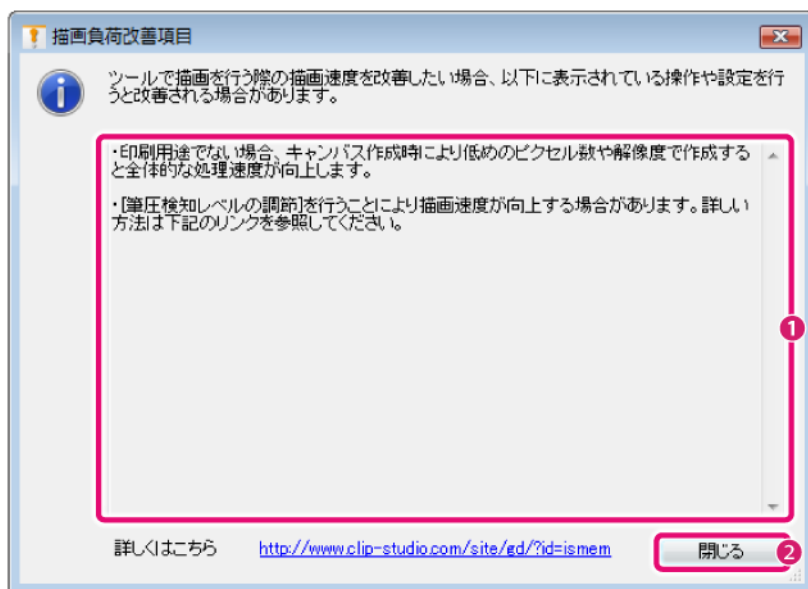 描画負荷改善項目
ツールで描画を行う際の描画速度を改善したい場合、以下に表示されている操作や設定を行
うと改善される場合があります。
・印刷用途でない場合、キャンバス作成時により低めのピクセル数や解像度で作成する
と全体的な処理速度が向上します。
・[筆圧検知レベルの調節]を行うことにより描画速度が向上する場合があります。詳しい
方法は下記のリンクを参照してください。
1
詳しくはこちら http://www.clip-studio.com/site/gd/?id=ismem 閉じる 2